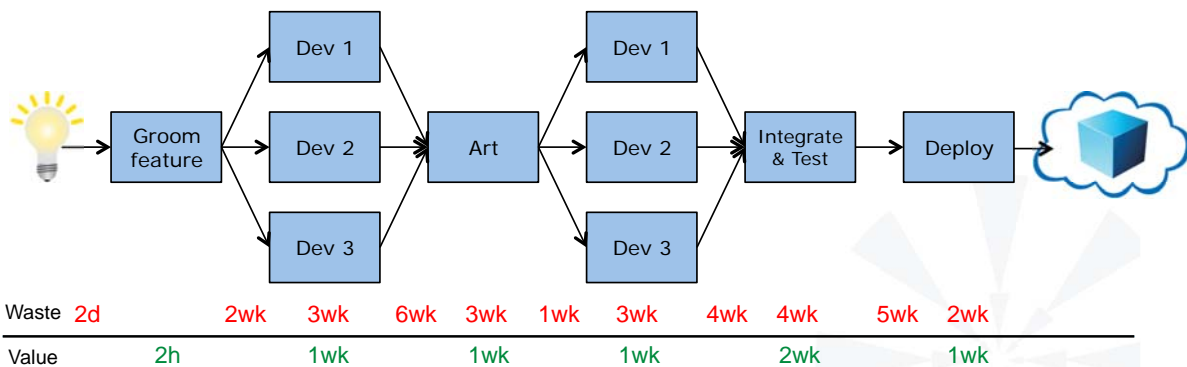 Dev 1
Dev 1
Groom
feature
Dev 2
Art
Dev 2
Integrate
& Test
Deploy
Dev 3
Dev 3
Waste 2d 2wk 3wk 6wk 3wk 1wk 3wk 4wk 4wk 5wk 2wk
Value 2h 1wk 1wk 1wk 2wk 1wk